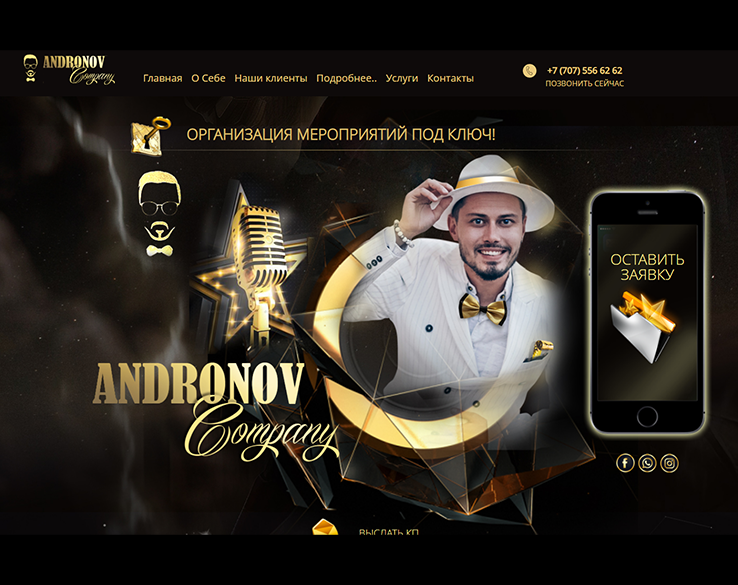 ANDRONOV
Company
Главная О Себе Наши клиенты Подробнее.. Услуги Контакты
+7 (707) 556 62 62
ПОЗВОНИТЬ СЕЙЧАС
ОРГАНИЗАЦИЯ МЕРОПРИЯТИЙ ПОД КЛЮЧ!
ОСТАВИТЬ
ЗАЯВКУ
ANDRONOV
Company
ВЫСЛАТЬ КП